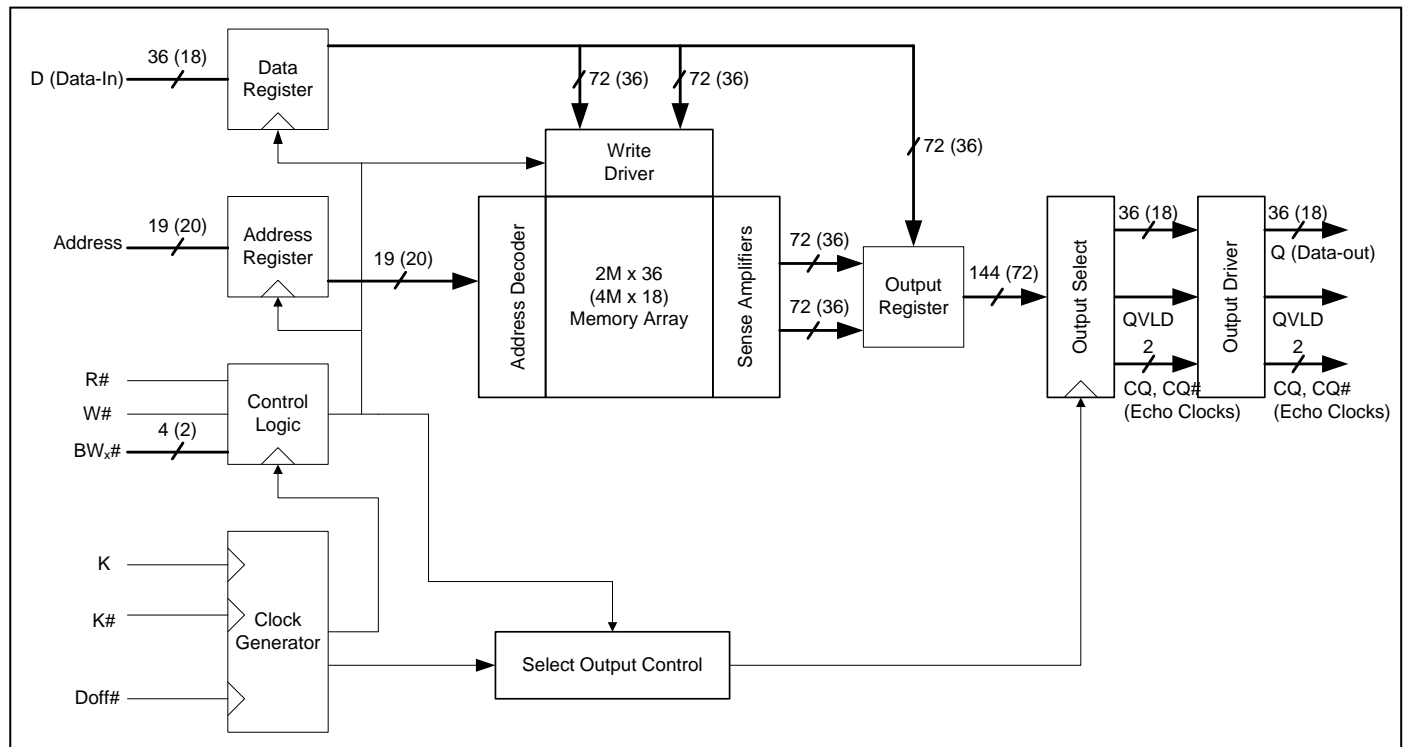 36 (18)
D (Data-In)
Data
Register
72 (36)
72 (36)
72 (36)
Write
Driver
19 (20)
Address
Address
Register
19 (20)
Address Decoder
2M x 36
(4M x 18)
Memory Array
Sense Amplifiers
72 (36)
72 (36)
Output
Register
144 (72)
Output Select
36 (18)
QVLD
2
CQ, CQ#
(Echo Clocks)
Output Driver
36 (18)
Q (Data-out)
QVLD
2
CQ, CQ#
(Echo Clocks)
R#
W#
4 (2)
BWx#
Control
Logic
K
K#
Doff#
Clock
Generator
Select Output Control